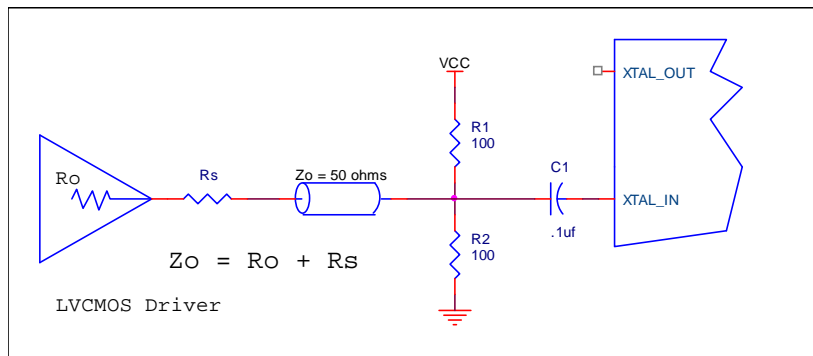 VCC
XTAL_OUT
R1
100
C1
Ro
Rs
Zo = 50 ohms
XTAL_IN
.1uf
R2
100
Zo = Ro + Rs
LVCMOS Driver